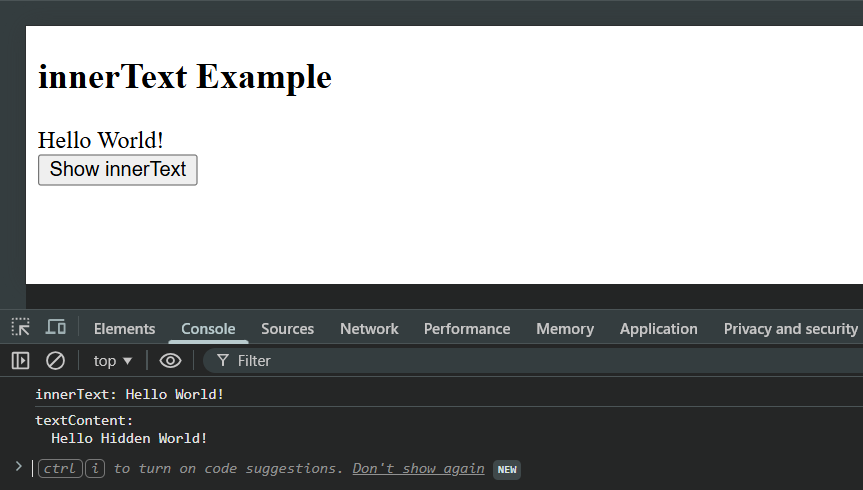 innerText Example
Hello World!
Show innerText
Elements Console Sources Network Performance Memory Application Privacy and security
top ▼ Filter
innerText: Hello World!
textContent:
Hello Hidden World!
> ctrl i to turn on code suggestions. Don't show again NEW